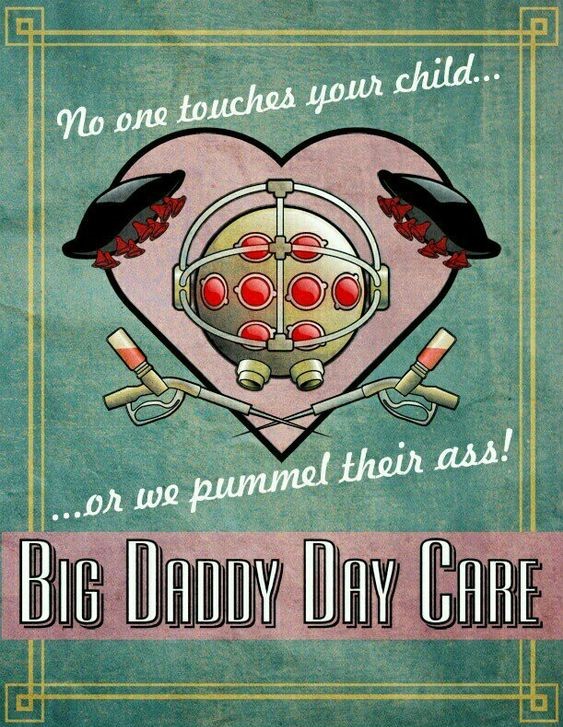 No one touches your child...
...or we pummel their ass!
BIG DADDY DAY CARE